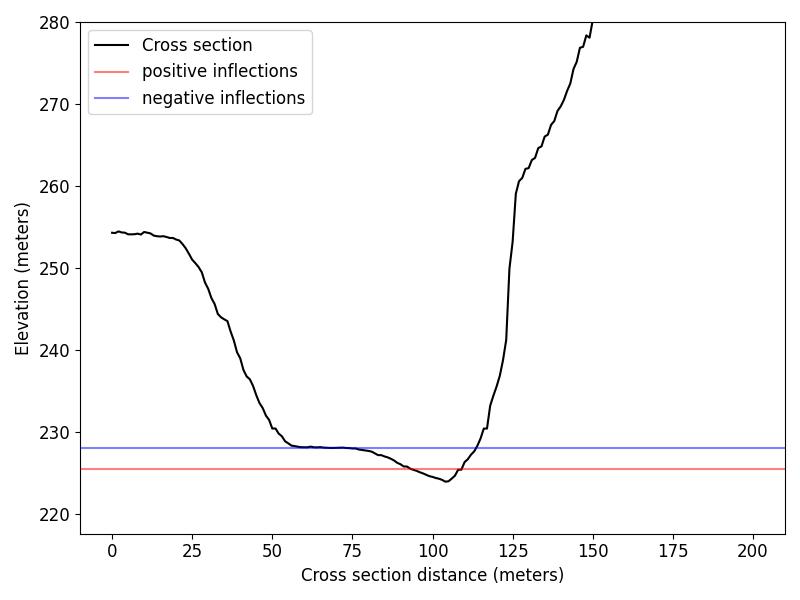 Cross section
positive inflections
negative inflections
280
270
260
250
240
230
220
Elevation (meters)
0 25 50 75 100 125 150 175 200
Cross section distance (meters)